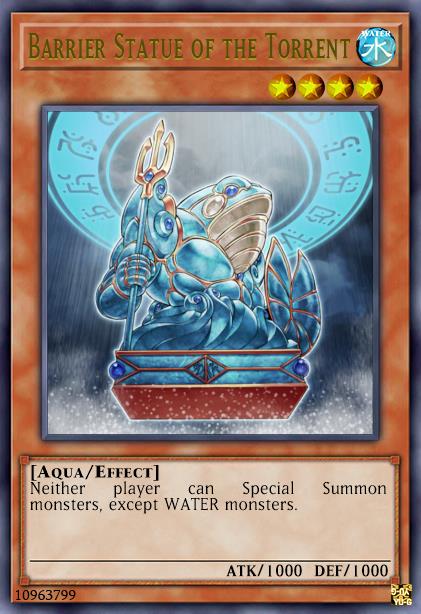 Barrier Statue of the Torrent
WATER
水
[Aqua/Effect]
Neither player can Special Summon
monsters, except WATER monsters.
ATK/1000 DEF/1000
10963799